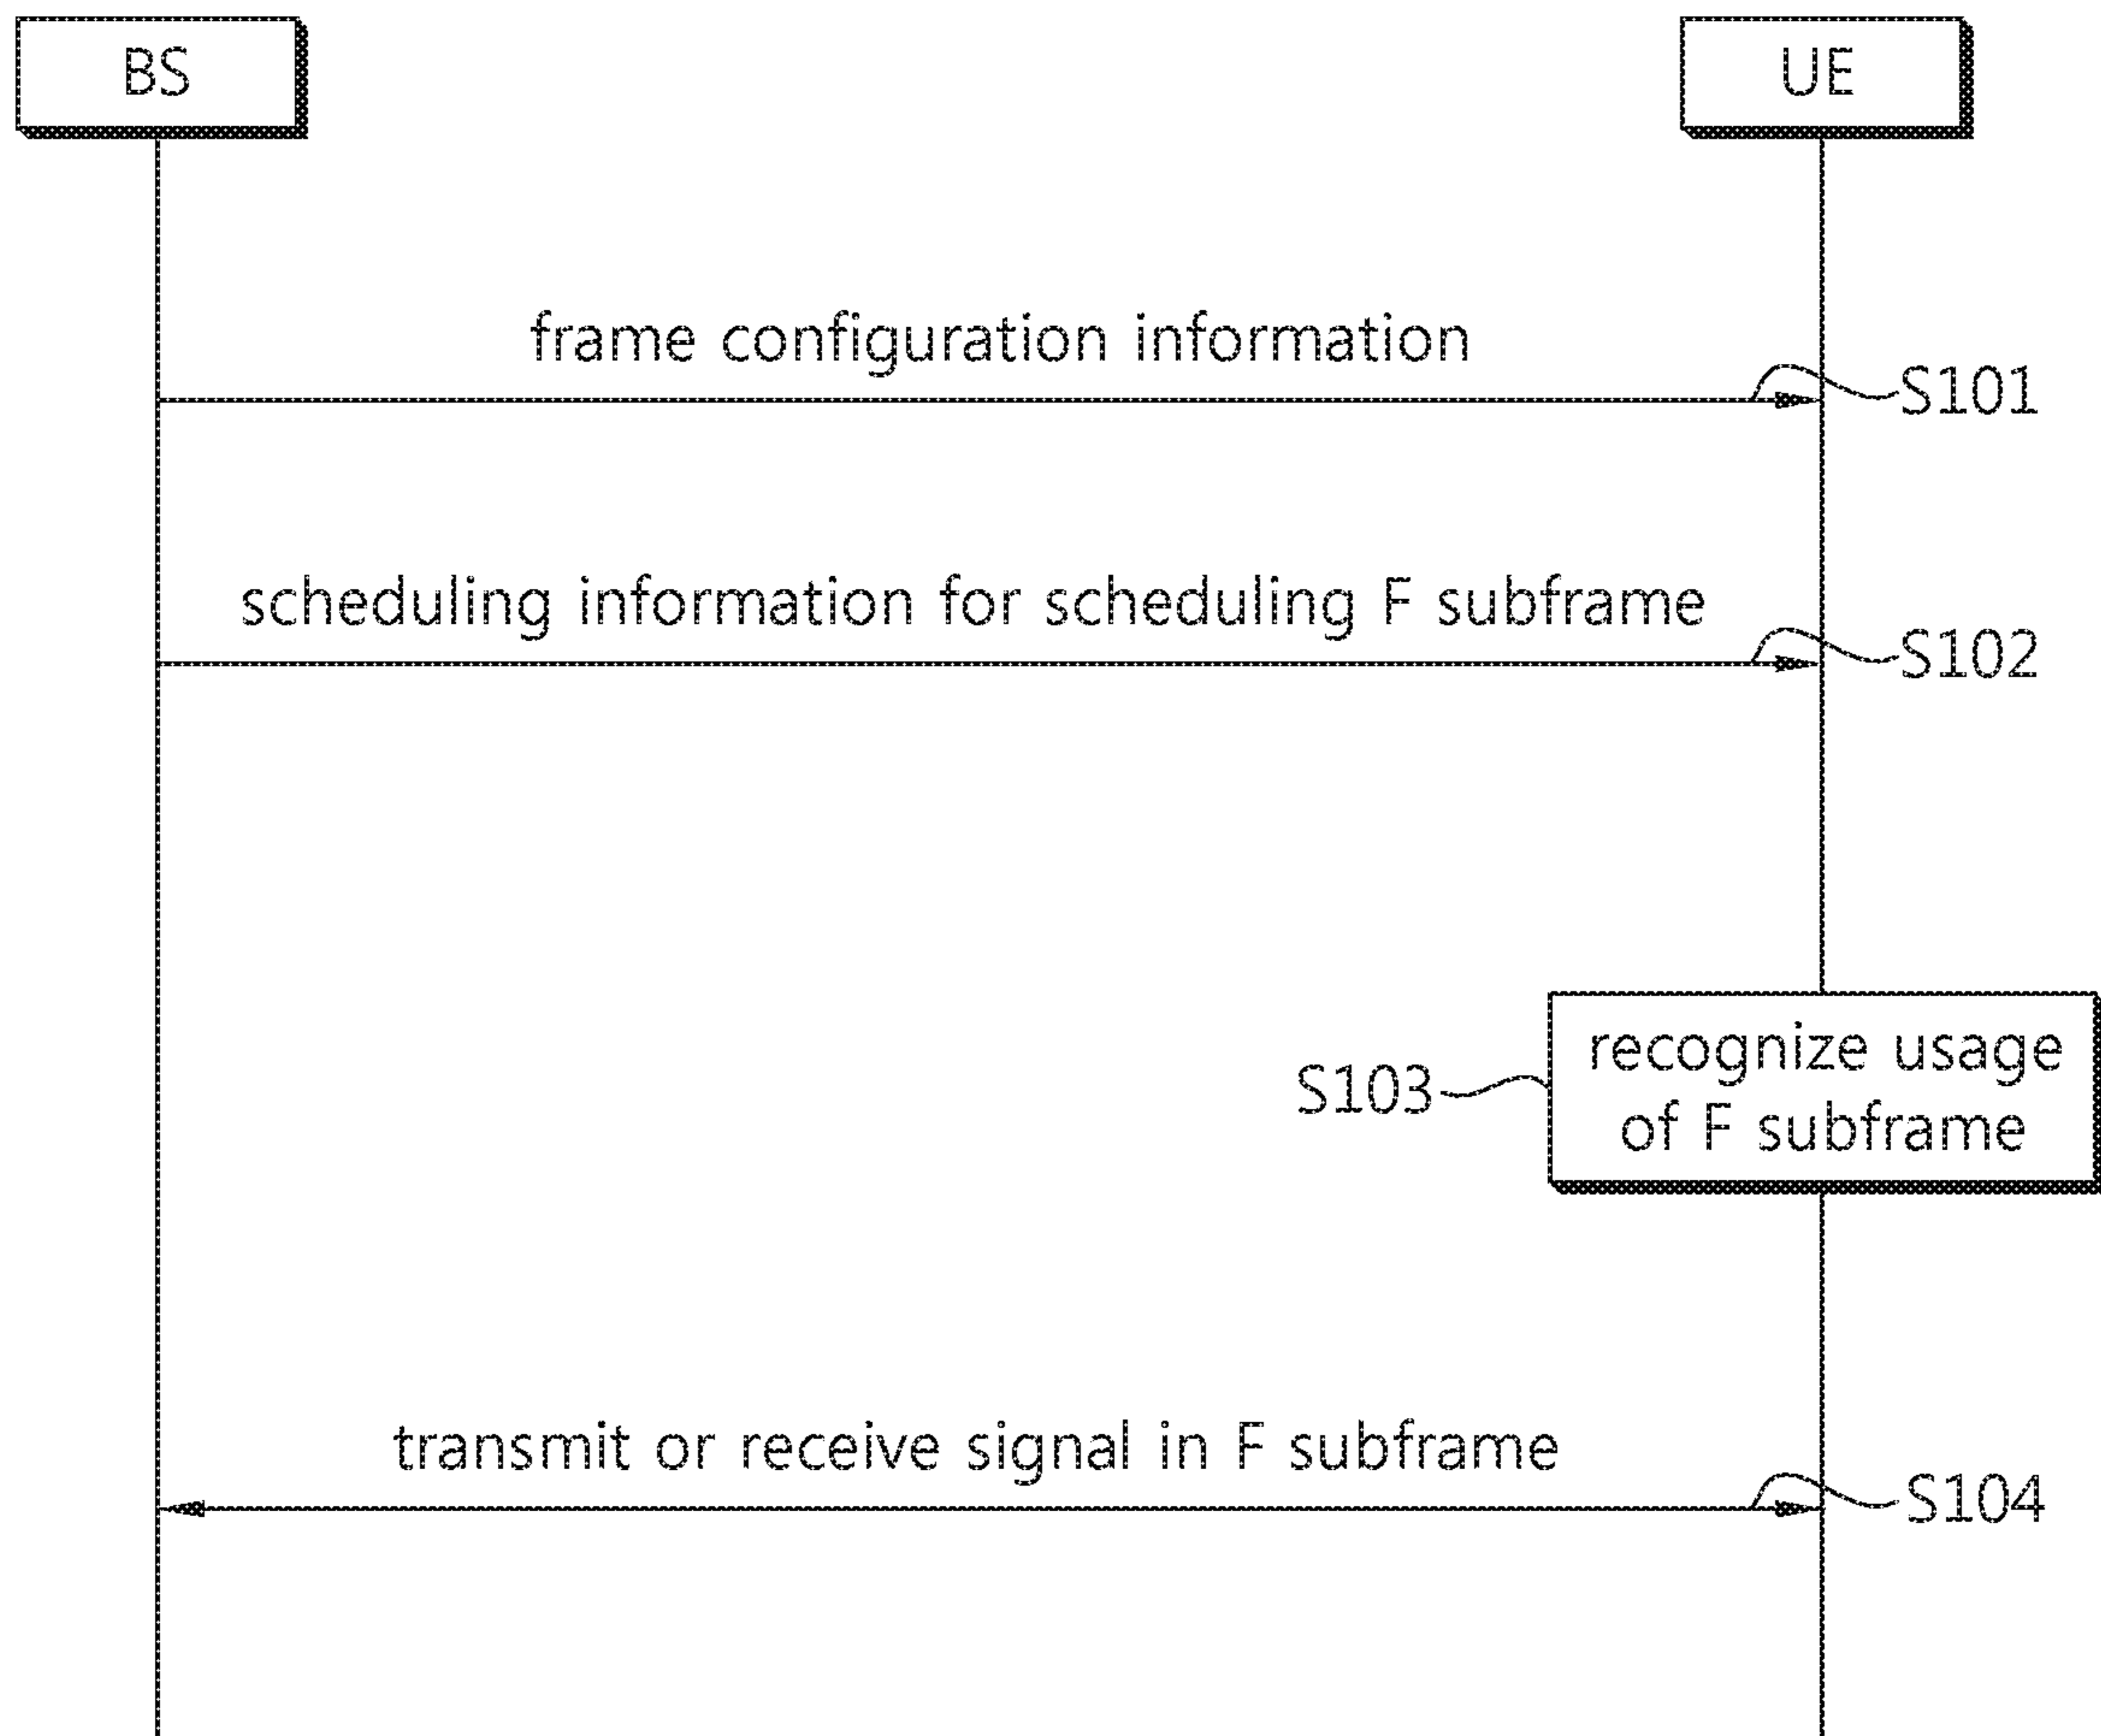 BS
UE
frame configuration information
S101
scheduling information for scheduling F subframe
S102
recognize usage
of F subframe
S103
transmit or receive signal in F subframe
S104